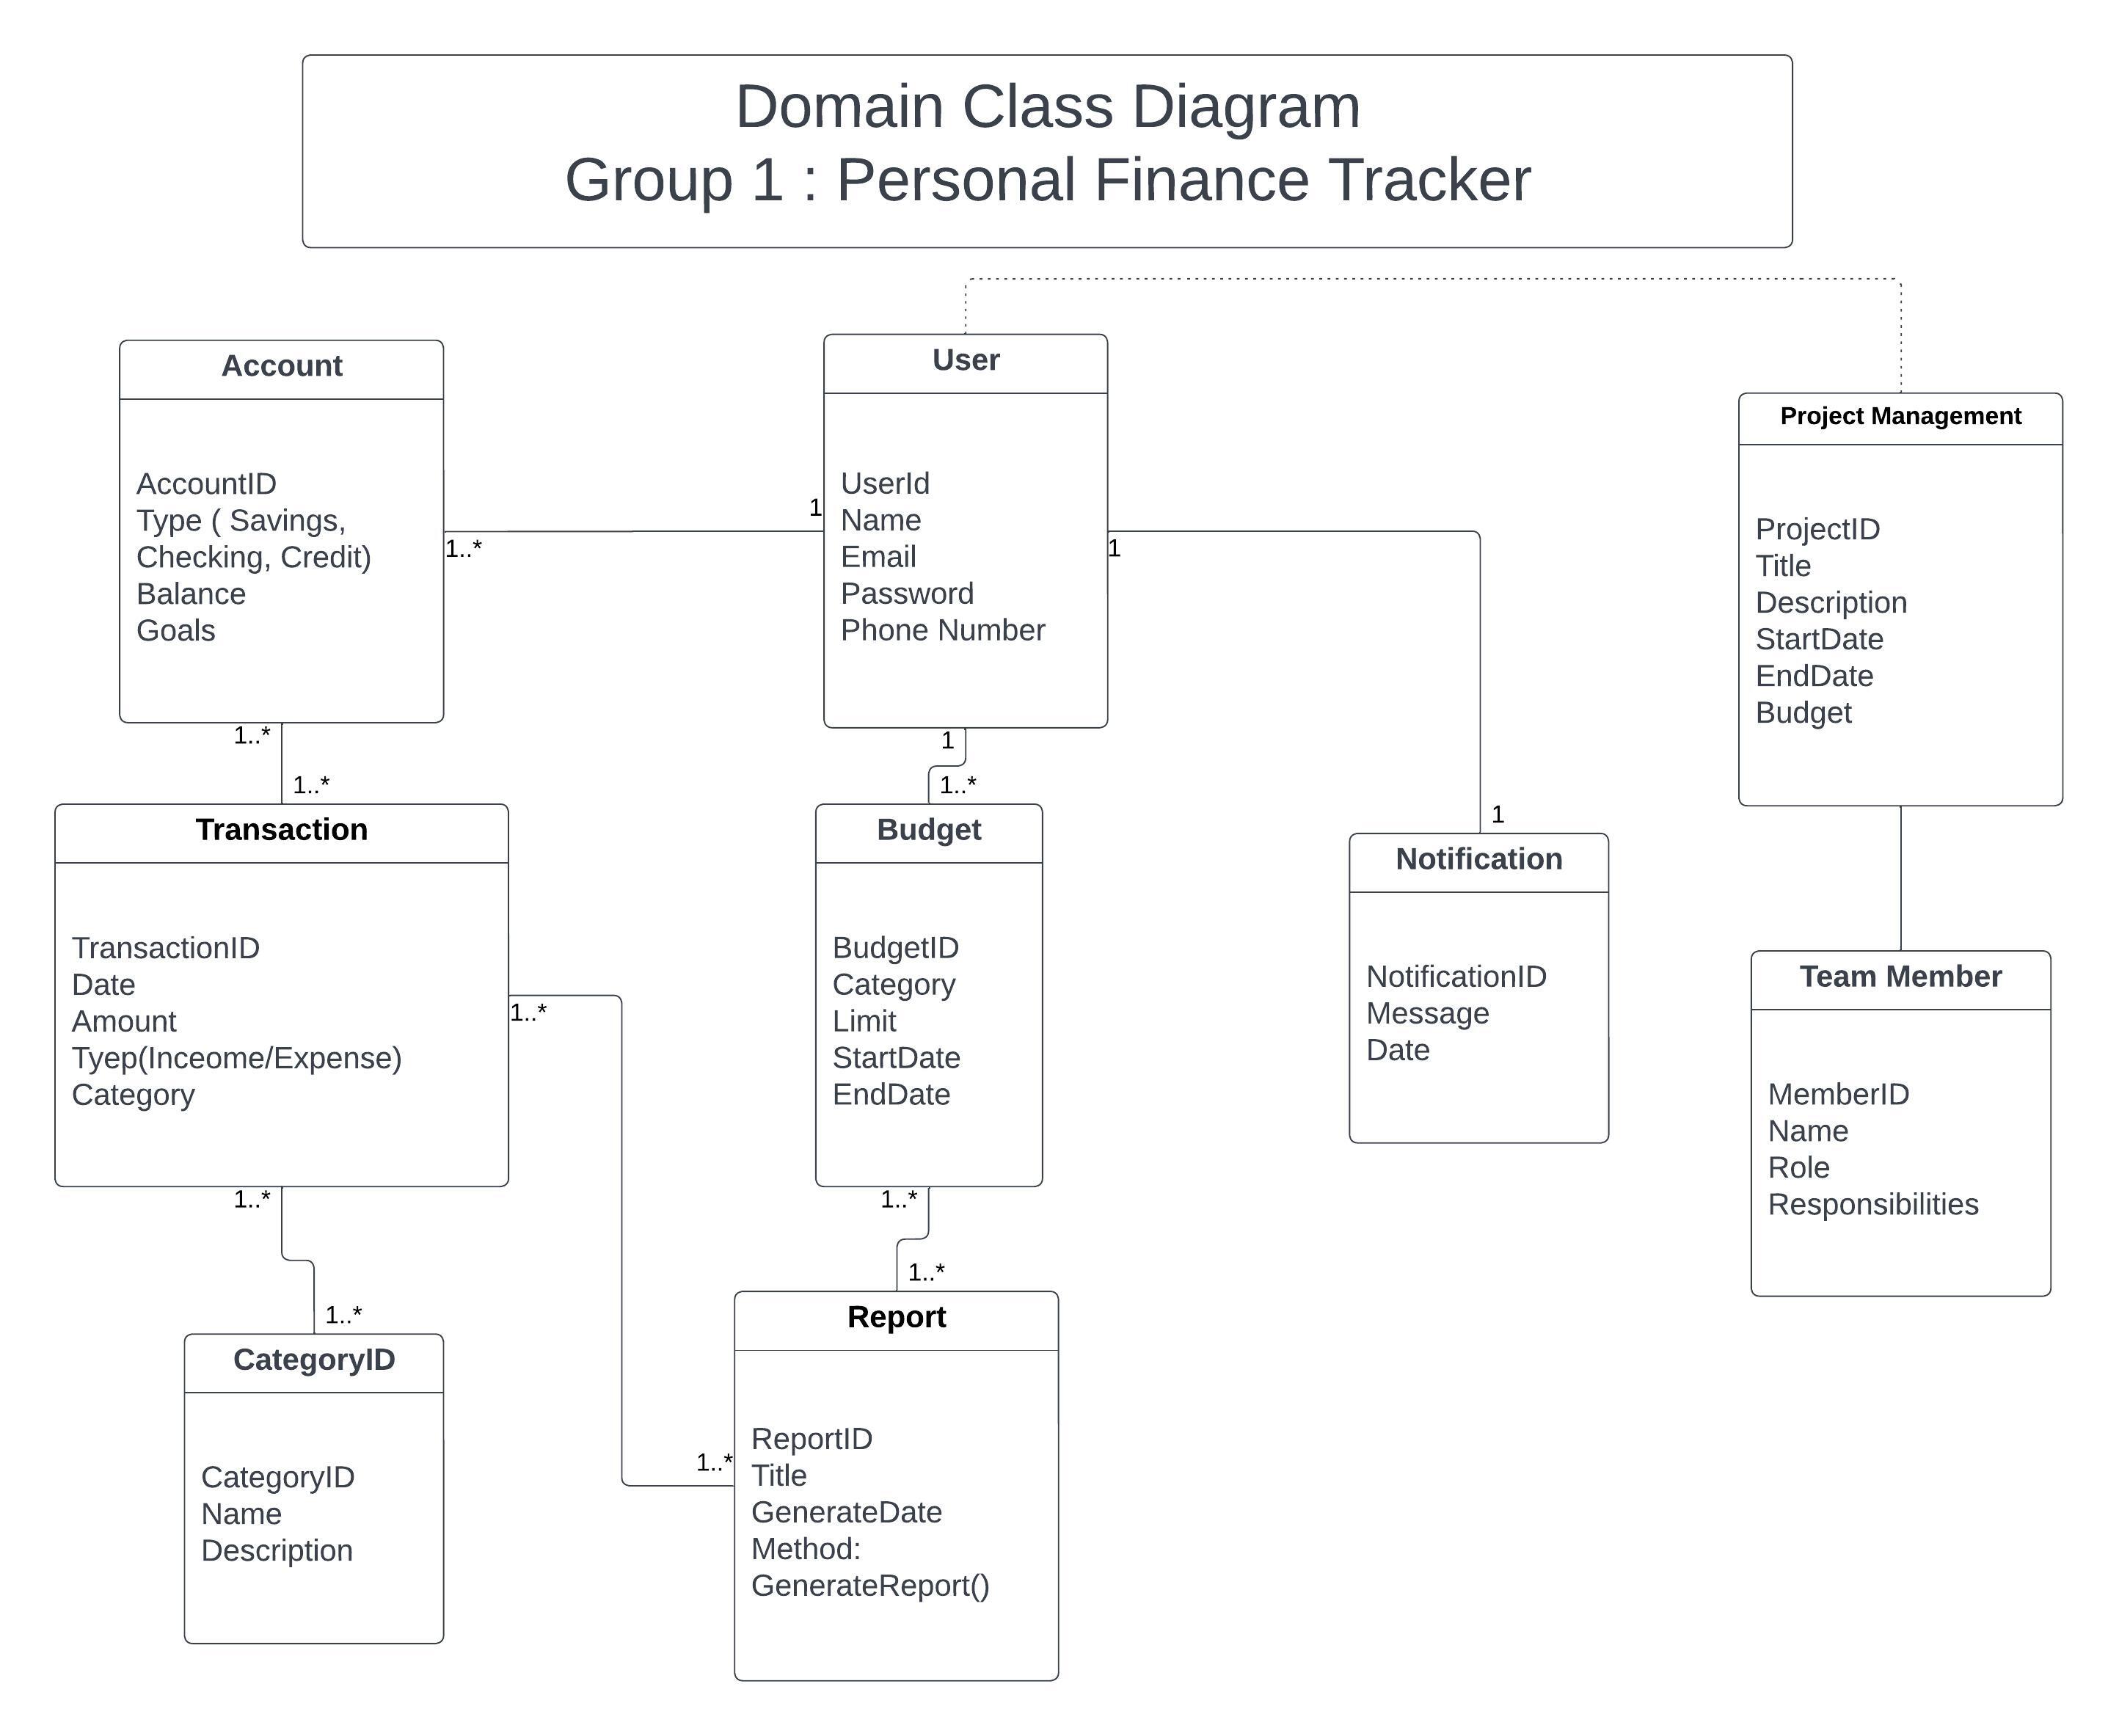 Domain Class Diagram
Group 1 : Personal Finance Tracker
Account
AccountID
Type ( Savings,
Checking, Credit)
Balance
Goals
1..*
1
User
UserId
Name
Email
Password
Phone Number
1
1
Project Management
ProjectID
Title
Description
StartDate
EndDate
Budget
1..*
1..*
Transaction
TransactionID
Date
Amount
Tyep(Inceome/Expense)
Category
1..*
1
1..*
Budget
BudgetID
Category
Limit
StartDate
EndDate
Notification
NotificationID
Message
Date
Team Member
MemberID
Name
Role
Responsibilities
1..*
1..*
CategoryID
CategoryID
Name
Description
1..*
1..*
1..*
Report
ReportID
Title
GenerateDate
Method:
GenerateReport()